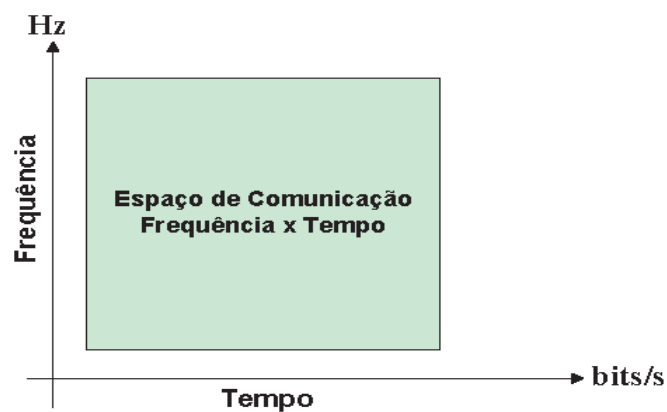 Hz
Frequência
Espaço de Comunicação
Frequência x Tempo
bits/s
Tempo